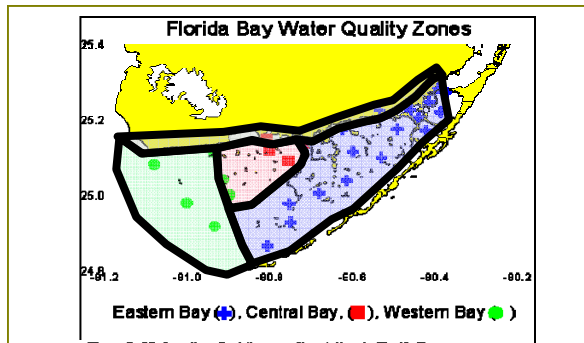 Florida Bay Water Quality Zones
25.4
25.2
25.0
24.8
-81.2 -81.0 -80.8 -80.6 -80.4 -80.2
Eastern Bay (+), Central Bay, (■), Western Bay (●)